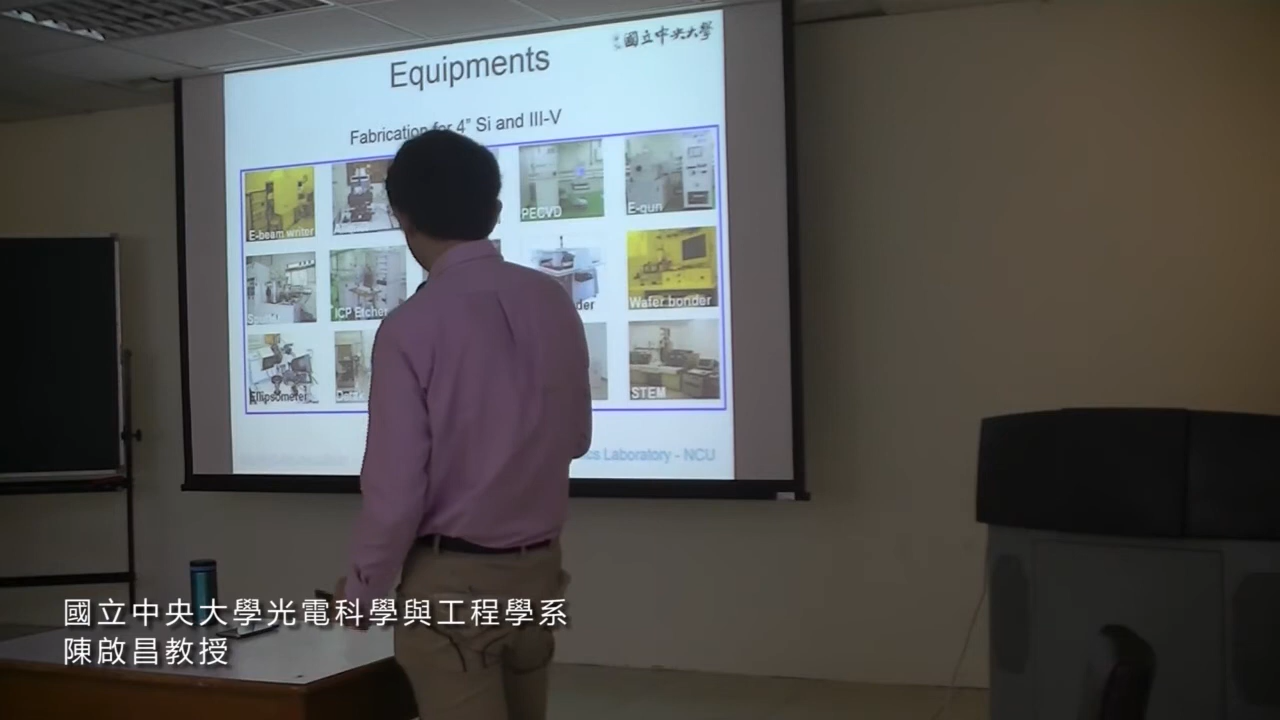 國立中央大學
Equipments
Fabrication for 4" Si and III-V
E-beam writer
PECVD
E-gun
ICP Etcher
der
Wafer bonder
Ellipsometer
STEM
cs Laboratory - NCU
國立中央大學光電科學與工程學系
陳啟昌教授